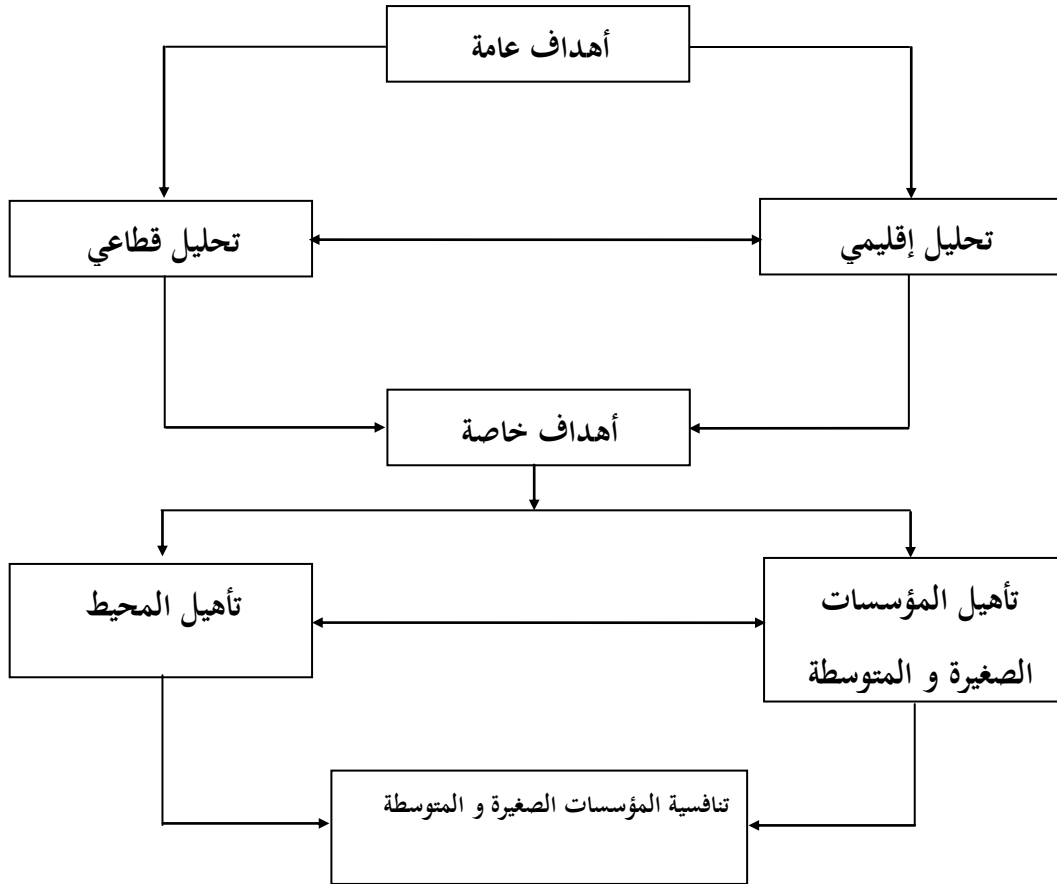 أهداف عامة
تحليل إقليمي
تحليل قطاعي
أهداف خاصة
تأهيل المؤسسات
الصغيرة و المتوسطة
تأهيل المحيط
تنافسية المؤسسات الصغيرة و المتوسطة